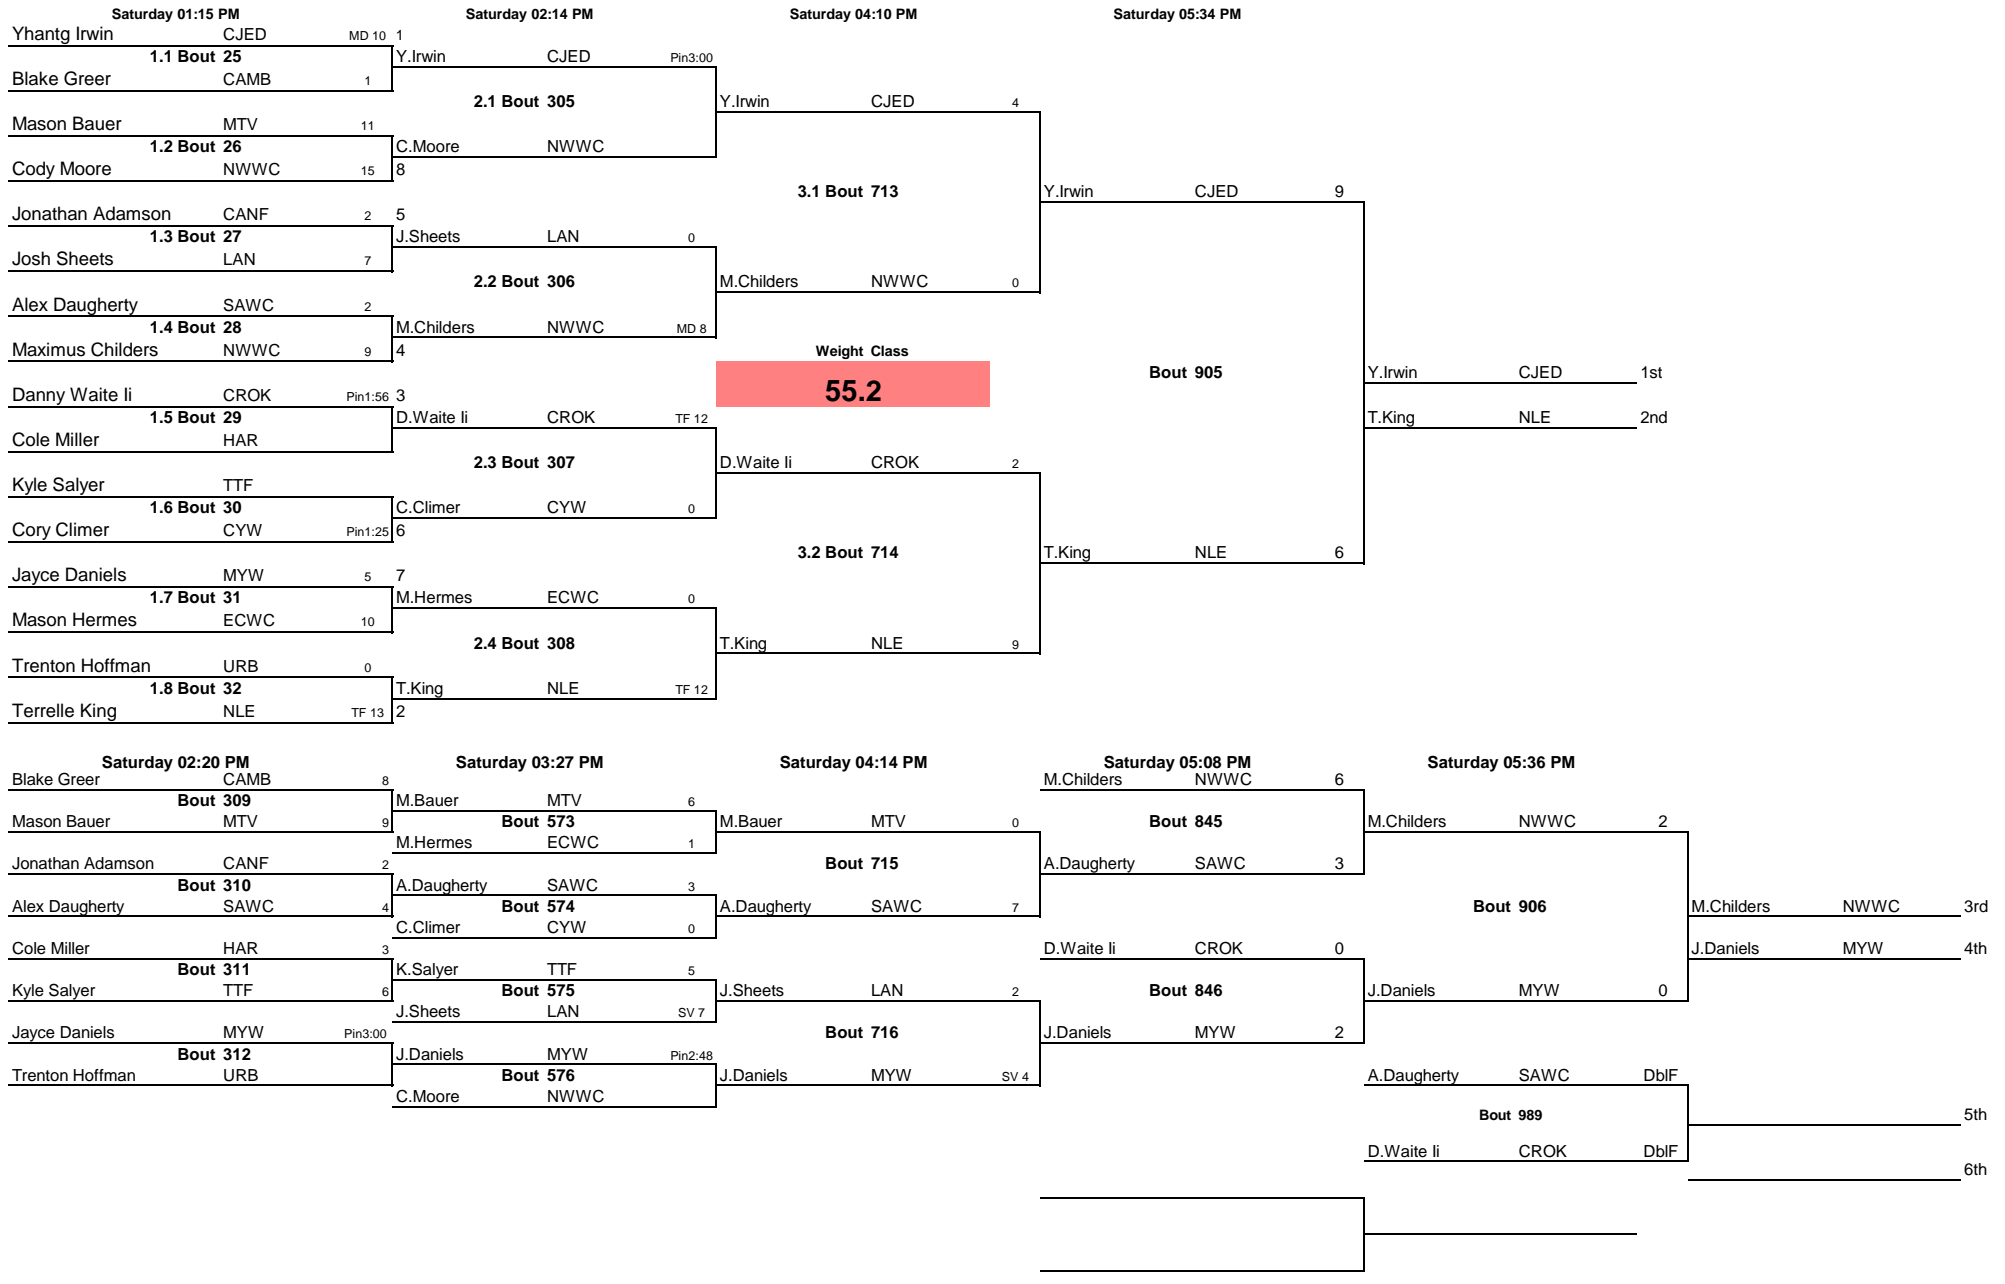 Saturday 01:15 PM Saturday 02:14 PM Saturday 04:10 PM Saturday 05:34 PM
Yhantg Irwin CJED MD 10 1
1.1 Bout 25 Y.Irwin CJED Pin3:00
Blake Greer CAMB 1
2.1 Bout 305 Y.Irwin CJED 4
Mason Bauer MTV 11
1.2 Bout 26 C.Moore NWWC
Cody Moore NWWC 15 8
3.1 Bout 713 Y.Irwin CJED 9
Jonathan Adamson CANF 2 5
1.3 Bout 27 J.Sheets LAN 0
Josh Sheets LAN 7
2.2 Bout 306 M.Childers NWWC 0
Alex Daugherty SAWC 2
1.4 Bout 28 M.Childers NWWC MD 8
Maximus Childers NWWC 9 4 Weight Class
Bout 905 Y.Irwin CJED 1st
Danny Waite Ii CROK Pin1:56 3 55.2
1.5 Bout 29 D.Waite Ii CROK TF 12 T.King NLE 2nd
Cole Miller HAR
2.3 Bout 307 D.Waite Ii CROK 2
Kyle Salyer TTF
1.6 Bout 30 C.Climer CYW 0
Cory Climer CYW Pin1:25 6
3.2 Bout 714 T.King NLE 6
Jayce Daniels MYW 5 7
1.7 Bout 31 M.Hermes ECWC 0
Mason Hermes ECWC 10
2.4 Bout 308 T.King NLE 9
Trenton Hoffman URB 0
1.8 Bout 32 T.King NLE TF 12
Terrelle King NLE TF 13 2
Saturday 02:20 PM Saturday 03:27 PM Saturday 04:14 PM Saturday 05:08 PM Saturday 05:36 PM
Blake Greer CAMB 8 M.Childers NWWC 6
Bout 309 M.Bauer MTV 6
Mason Bauer MTV 9 Bout 573 M.Bauer MTV 0 Bout 845 M.Childers NWWC 2
M.Hermes ECWC 1
Jonathan Adamson CANF 2 Bout 715 A.Daugherty SAWC 3
Bout 310 A.Daugherty SAWC 3
Alex Daugherty SAWC 4 Bout 574 A.Daugherty SAWC 7 Bout 906 M.Childers NWWC 3rd
C.Climer CYW 0
Cole Miller HAR 3 D.Waite Ii CROK 0 J.Daniels MYW 4th
Bout 311 K.Salyer TTF 5
Kyle Salyer TTF 6 Bout 575 J.Sheets LAN 2 Bout 846 J.Daniels MYW 0
J.Sheets LAN SV 7
Jayce Daniels MYW Pin3:00 Bout 716 J.Daniels MYW 2
Bout 312 J.Daniels MYW Pin2:48
Trenton Hoffman URB Bout 576 J.Daniels MYW SV 4 A.Daugherty SAWC DblF
C.Moore NWWC
Bout 989 5th
D.Waite Ii CROK DblF
6th